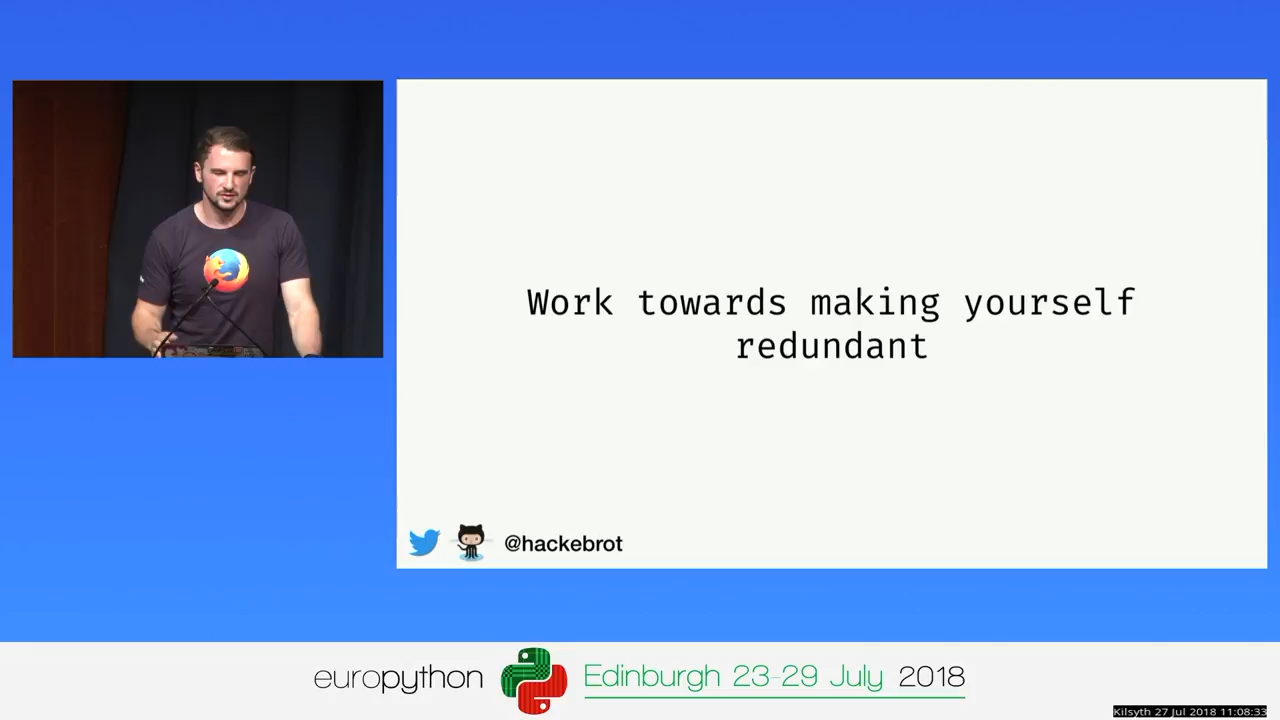 Work towards making yourself
redundant
@hackebrot
europython
Edinburgh 23-29 July 2018
Kilsyth 27 Jul 2018 11:08:33